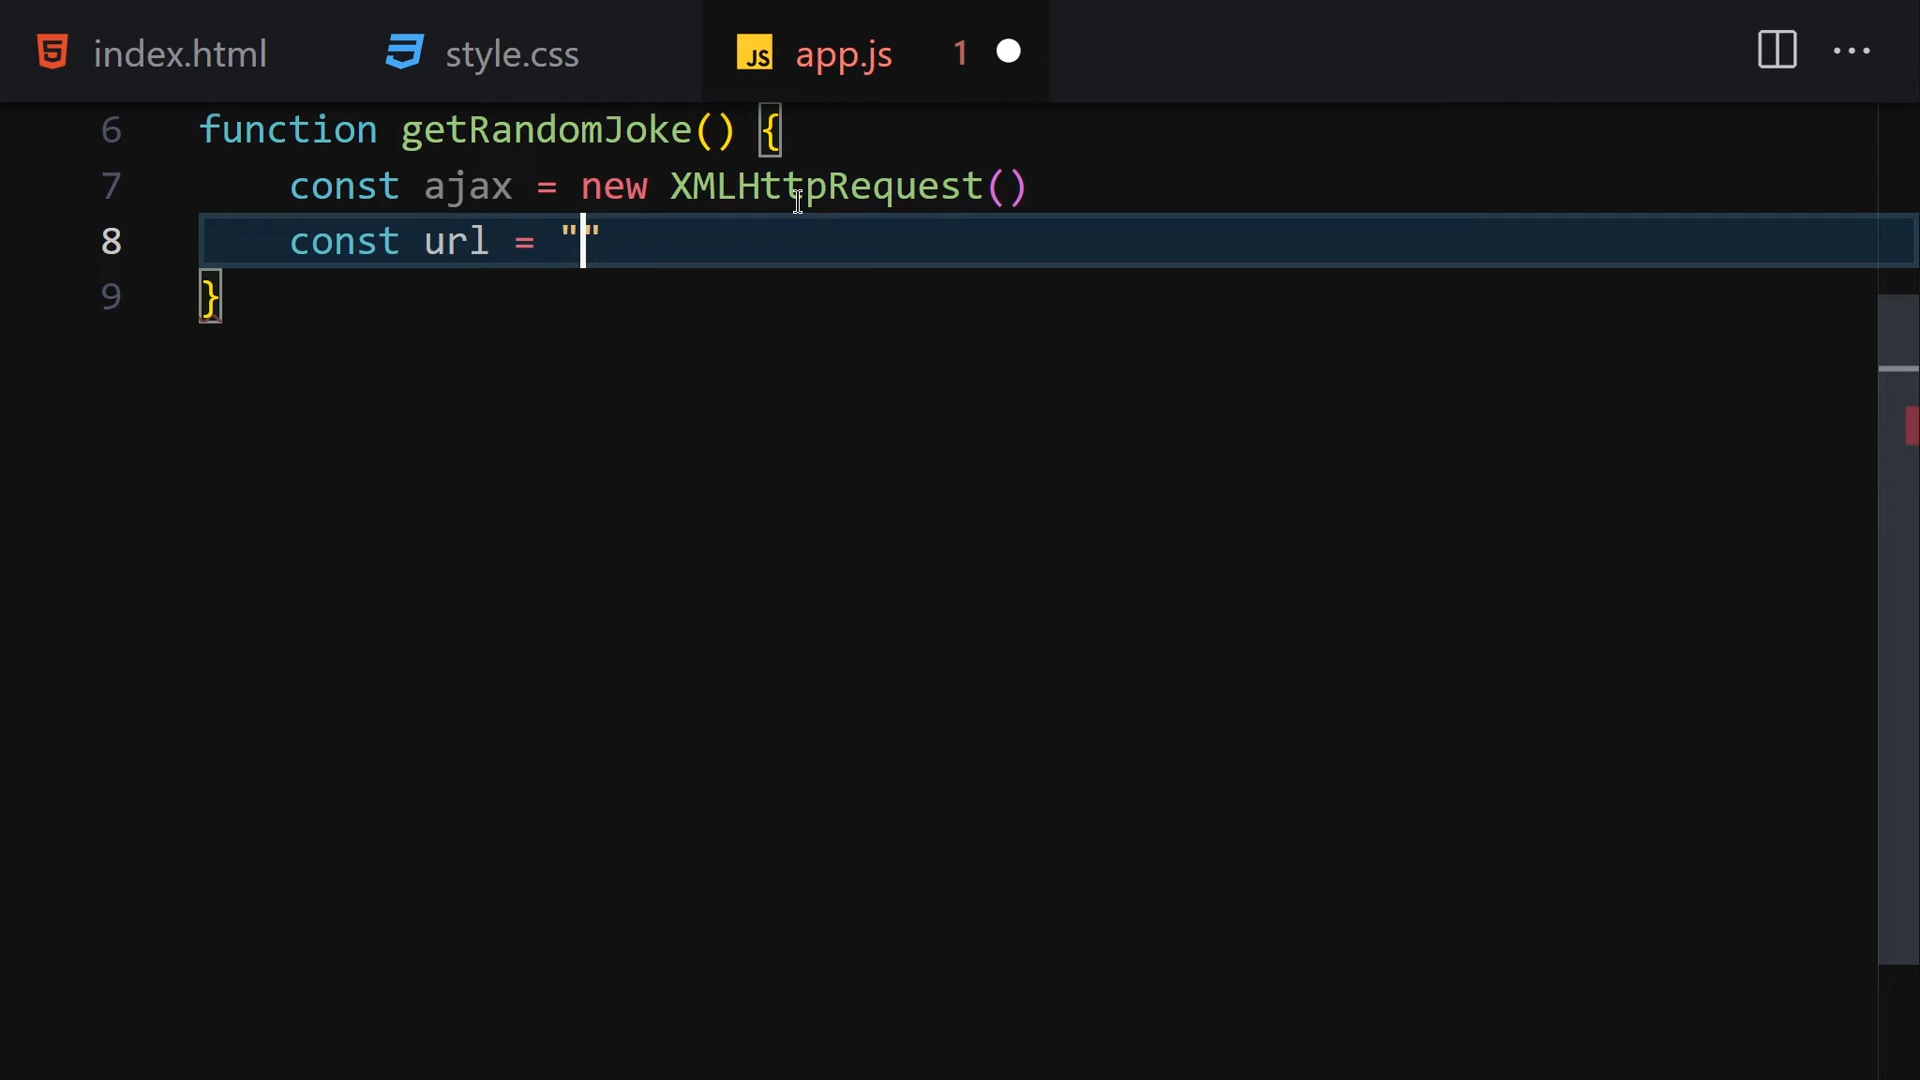 index.html style.css JS app.js 1
6 function getRandomJoke() {
7 const ajax = new XMLHttpRequest()
8 const url = ""
9 }